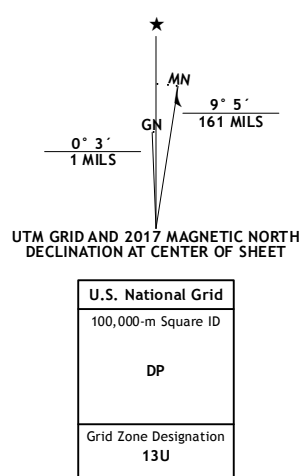 ★
MN
GN
9° 5´
161 MILS
0° 3´
1 MILS
UTM GRID AND 2017 MAGNETIC NORTH
DECLINATION AT CENTER OF SHEET
U.S. National Grid
100,000-m Square ID
DP
Grid Zone Designation
13U